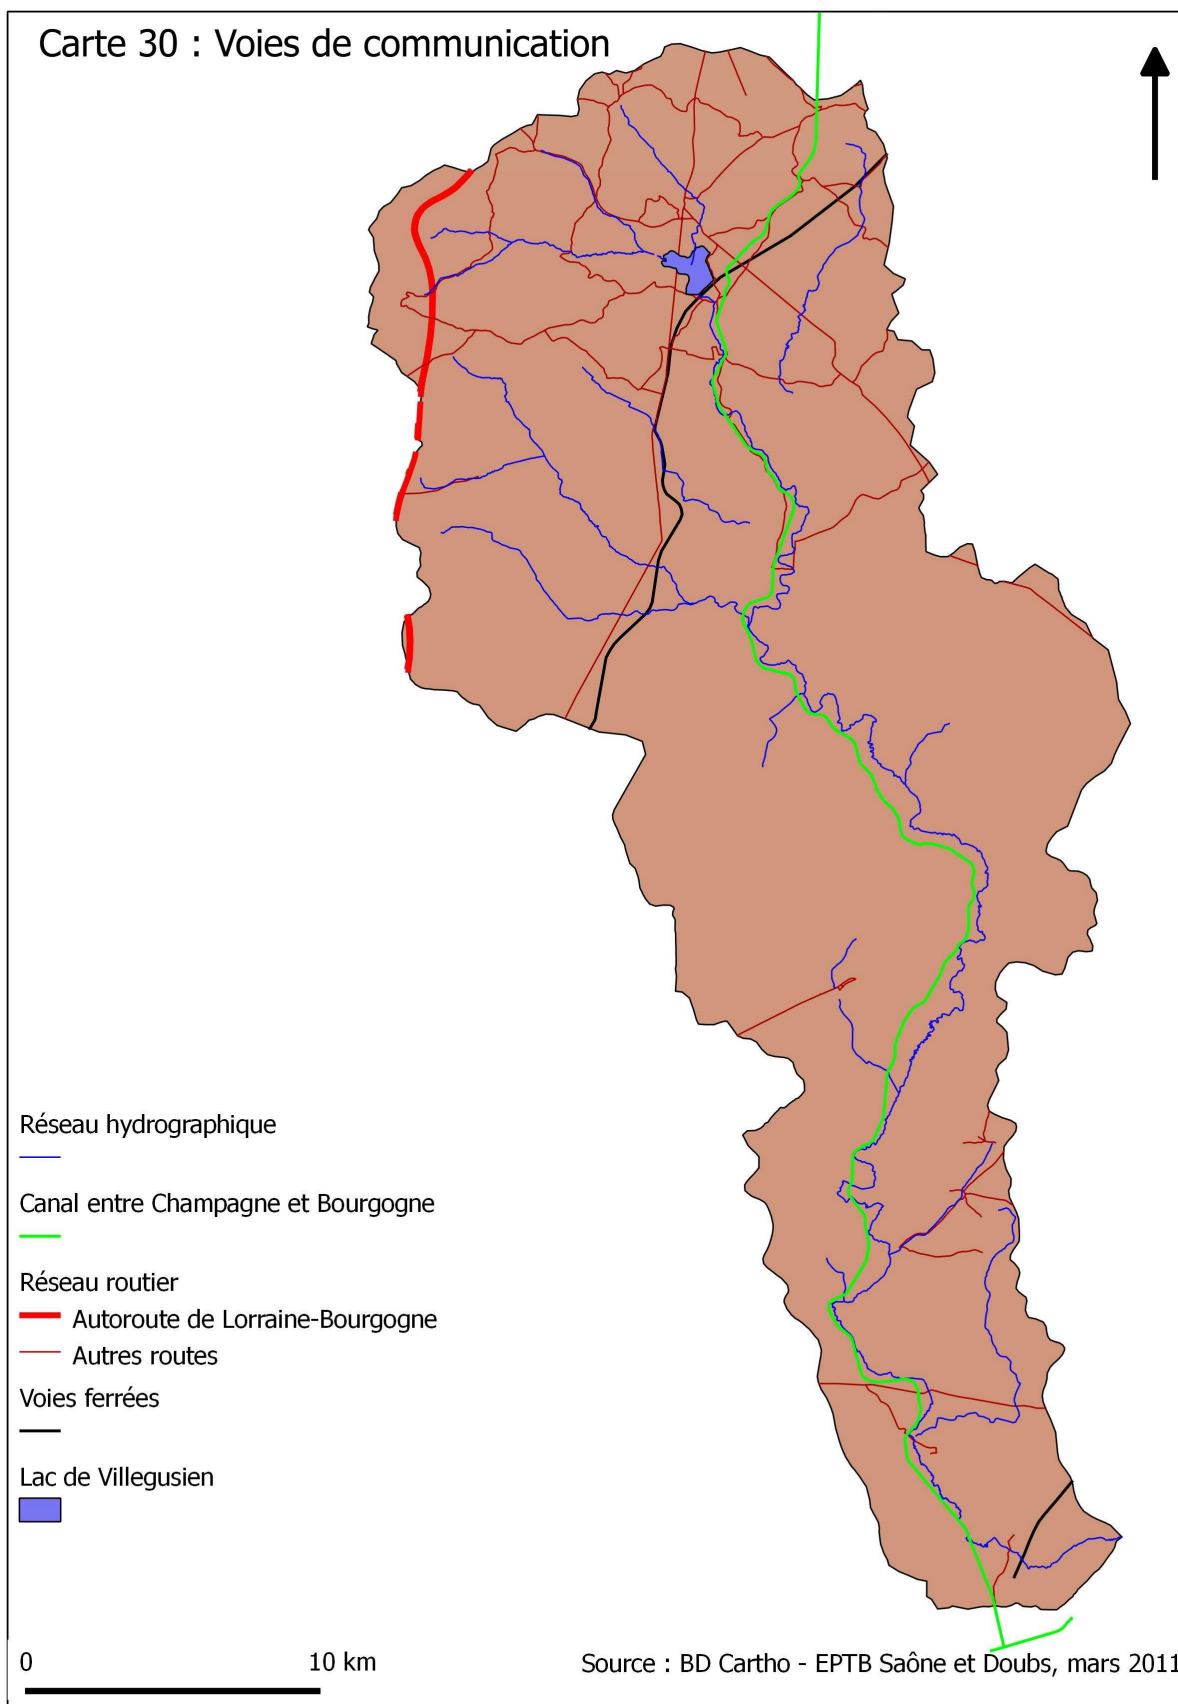 Carte 30 : Voies de communication
Réseau hydrographique
Canal entre Champagne et Bourgogne
Réseau routier
Autoroute de Lorraine-Bourgogne
Autres routes
Voies ferrées
Lac de Villegusien
0 10 km
Source : BD Cartho - EPTB Saône et Doubs, mars 2011